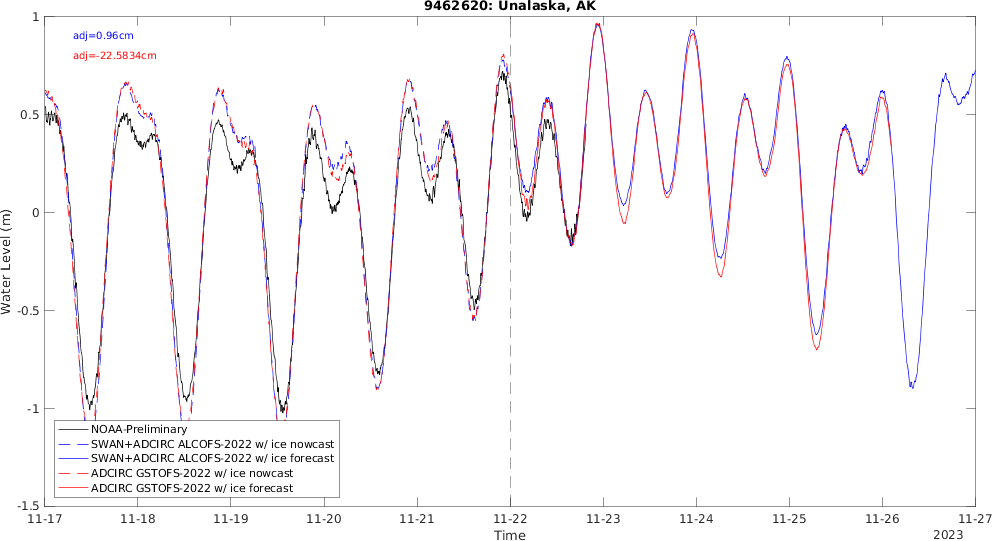 9462620: Unalaska, AK
adj=0.96cm
adj=-22.5834cm
1
0.5
0
-0.5
-1
-1.5
Water Level (m)
NOAA-Preliminary
SWAN+ADCIRC ALCOFS-2022 w/ ice nowcast
SWAN+ADCIRC ALCOFS-2022 w/ ice forecast
ADCIRC GSTOFS-2022 w/ ice nowcast
ADCIRC GSTOFS-2022 w/ ice forecast
11-17 11-18 11-19 11-20 11-21 11-22 11-23 11-24 11-25 11-26 11-27
Time
2023